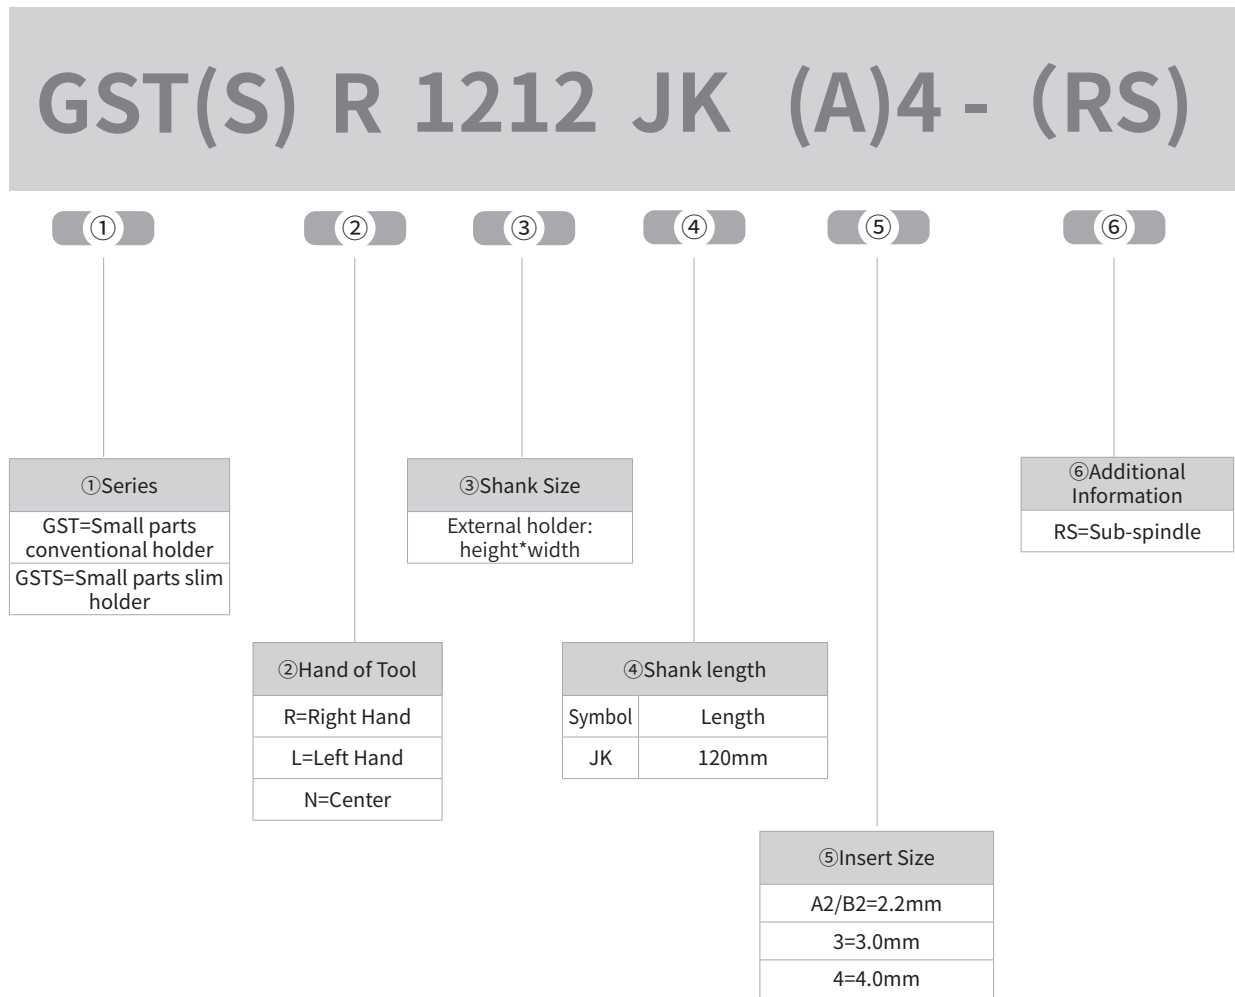 GST(S) R 1212 JK (A)4 - (RS)
① ② ③ ④ ⑤ ⑥
①Series
GST=Small parts
conventional holder
GSTS=Small parts slim
holder
③Shank Size
External holder:
height*width
⑥Additional
Information
RS=Sub-spindle
②Hand of Tool
R=Right Hand
L=Left Hand
N=Center
④Shank length
Symbol Length
JK 120mm
⑤Insert Size
A2/B2=2.2mm
3=3.0mm
4=4.0mm